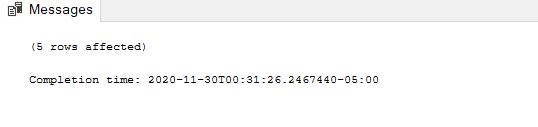 Messages
(5 rows affected)
Completion time: 2020-11-30T00:31:26.2467440-05:00